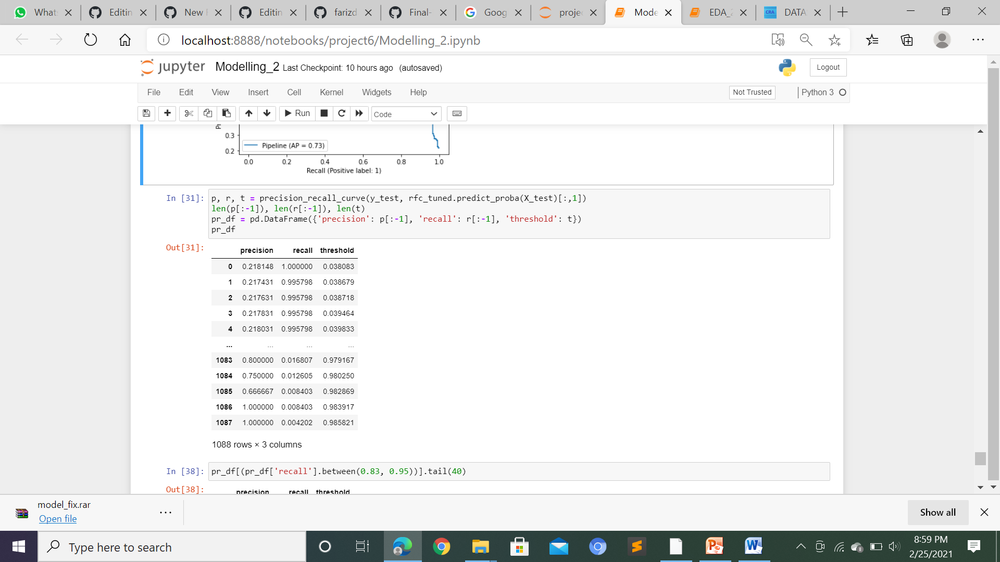 What
Editin
New
Editin
farizd
Final-
Goog
projec
Mode
EDA_2
DATA
localhost:8888/notebooks/project6/Modelling_2.ipynb
jupyter Modelling_2 Last Checkpoint: 10 hours ago (autosaved)
Logout
File Edit View Insert Cell Kernel Widgets Help
Not Trusted
Python 3
Run
Code
0.3
0.2
Pipeline (AP = 0.73)
0.0 0.2 0.4 0.6 0.8 1.0
Recall (Positive label: 1)
In [31]: p, r, t = precision_recall_curve(y_test, rfc_tuned.predict_proba(X_test)[:,1])
len(p[:-1]), len(r[:-1]), len(t)
pr_df = pd.DataFrame({'precision': p[:-1], 'recall': r[:-1], 'threshold': t})
pr_df
Out[31]:
precision recall threshold
0 0.218148 1.000000 0.038083
1 0.217431 0.995798 0.038679
2 0.217631 0.995798 0.038718
3 0.217831 0.995798 0.039464
4 0.218031 0.995798 0.039833
... ... ... ...
1083 0.800000 0.016807 0.979167
1084 0.750000 0.012605 0.980250
1085 0.666667 0.008403 0.982869
1086 1.000000 0.008403 0.983917
1087 1.000000 0.004202 0.985821
1088 rows × 3 columns
In [38]: pr_df[(pr_df['recall'].between(0.83, 0.95))].tail(40)
Out[38]:
precision recall threshold
model_fix.rar
Open file
Show all
Type here to search
8:59 PM
2/25/2021